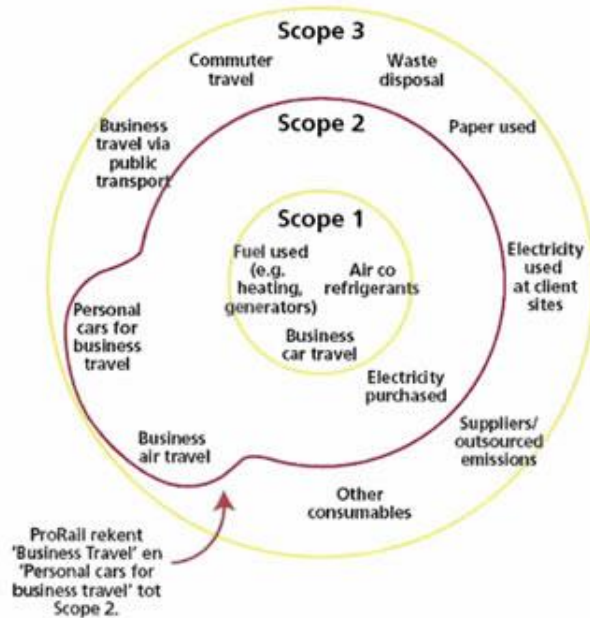 Scope 3
Commuter
travel
Waste
disposal
Business
travel via
public
transport
Scope 2
Paper used
Scope 1
Fuel used
(e.g.
heating,
generators)
Air co
refrigerants
Business
car travel
Electricity
used
at client
sites
Personal
cars for
business
travel
Electricity
purchased
Business
air travel
Suppliers/
outsourced
emissions
Other
consumables
ProRail rekent
'Business Travel' en
'Personal cars for
business travel' tot
Scope 2.